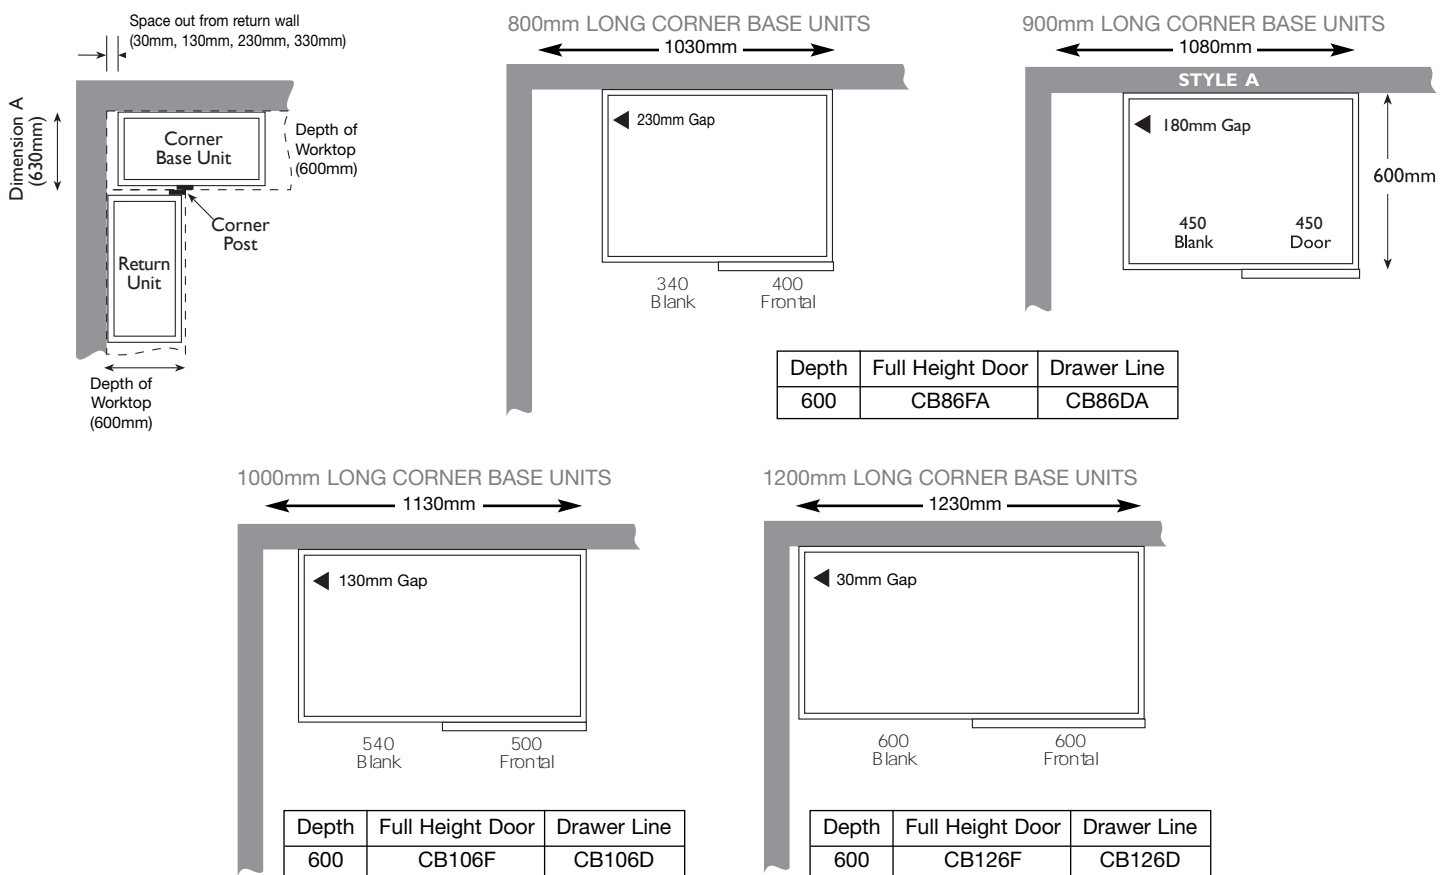 Space out from return wall
(30mm, 130mm, 230mm, 330mm)
Dimension A
(630mm)
Corner
Base Unit
Depth of
Worktop
(600mm)
Corner
Post
Return
Unit
Depth of
Worktop
(600mm)
800mm LONG CORNER BASE UNITS
1030mm
230mm Gap
340
Blank
400
Frontal
900mm LONG CORNER BASE UNITS
1080mm
STYLE A
180mm Gap
600mm
450
Blank
450
Door
Depth Full Height Door Drawer Line
600 CB86FA CB86DA
1000mm LONG CORNER BASE UNITS
1130mm
130mm Gap
540
Blank
500
Frontal
Depth Full Height Door Drawer Line
600 CB106F CB106D
1200mm LONG CORNER BASE UNITS
1230mm
30mm Gap
600
Blank
600
Frontal
Depth Full Height Door Drawer Line
600 CB126F CB126D